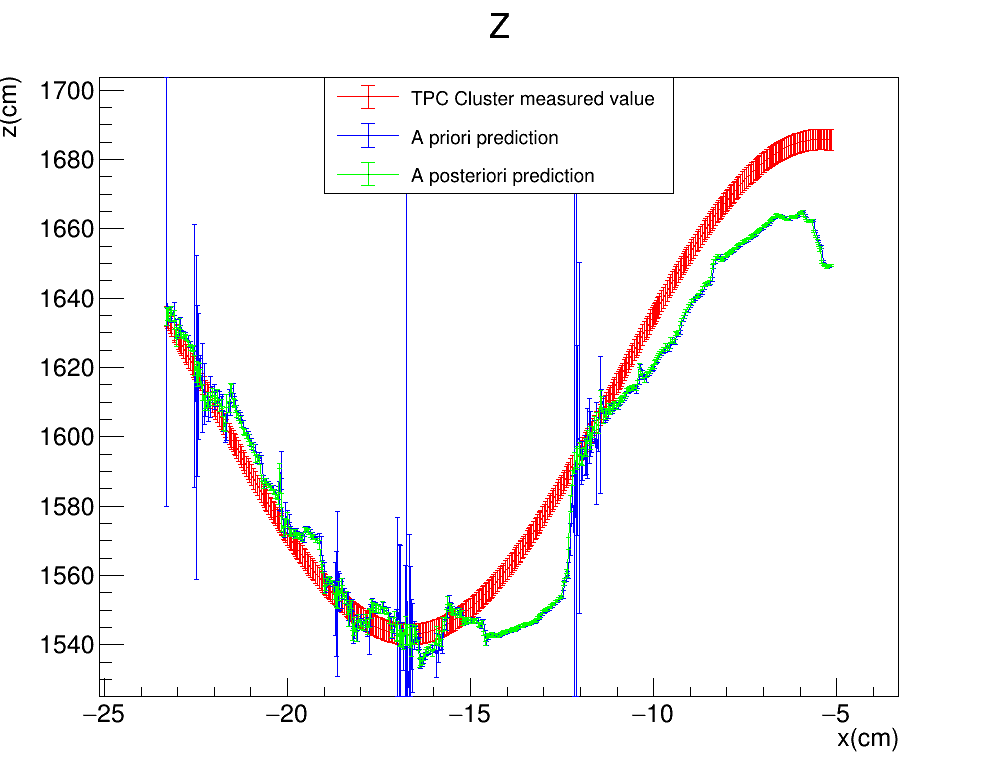 Z
z(cm)
TPC Cluster measured value
A priori prediction
A posteriori prediction
1700
1680
1660
1640
1620
1600
1580
1560
1540
−25 −20 −15 −10 −5
x(cm)